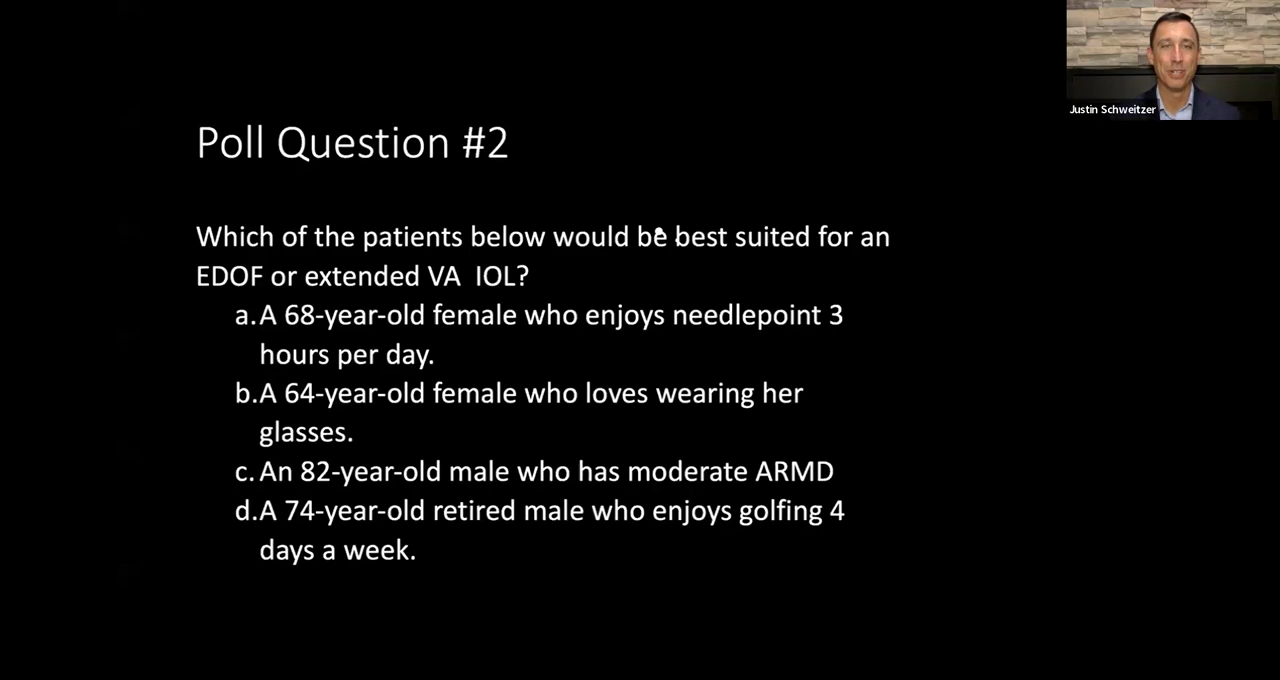 Justin Schweitzer
Poll Question #2
Which of the patients below would be best suited for an
EDOF or extended VA IOL?
a. A 68-year-old female who enjoys needlepoint 3
hours per day.
b. A 64-year-old female who loves wearing her
glasses.
c. An 82-year-old male who has moderate ARMD
d. A 74-year-old retired male who enjoys golfing 4
days a week.